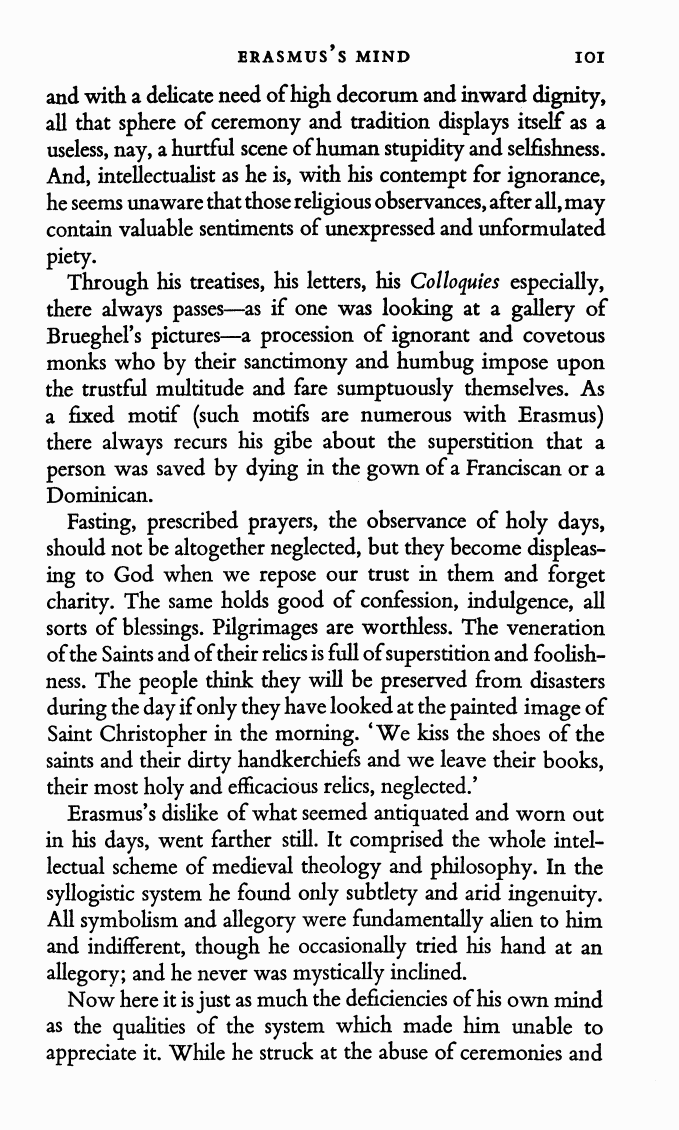 ERASMUS'S MIND 101
and with a delicate need of high decorum and inward dignity,
all that sphere of ceremony and tradition displays itself as a
useless, nay, a hurtful scene of human stupidity and selfishness.
And, intellectualist as he is, with his contempt for ignorance,
he seems unaware that those religious observances, after all, may
contain valuable sentiments of unexpressed and unformulated
piety.
Through his treatises, his letters, his Colloquies especially,
there always passes—as if one was looking at a gallery of
Brueghel's pictures—a procession of ignorant and covetous
monks who by their sanctimony and humbug impose upon
the trustful multitude and fare sumptuously themselves. As
a fixed motif (such motifs are numerous with Erasmus)
there always recurs his gibe about the superstition that a
person was saved by dying in the gown of a Franciscan or a
Dominican.
Fasting, prescribed prayers, the observance of holy days,
should not be altogether neglected, but they become displeas-
ing to God when we repose our trust in them and forget
charity. The same holds good of confession, indulgence, all
sorts of blessings. Pilgrimages are worthless. The veneration
of the Saints and of their relics is full of superstition and foolish-
ness. The people think they will be preserved from disasters
during the day if only they have looked at the painted image of
Saint Christopher in the morning. 'We kiss the shoes of the
saints and their dirty handkerchiefs and we leave their books,
their most holy and efficacious relics, neglected.'
Erasmus's dislike of what seemed antiquated and worn out
in his days, went farther still. It comprised the whole intel-
lectual scheme of medieval theology and philosophy. In the
syllogistic system he found only subtlety and arid ingenuity.
All symbolism and allegory were fundamentally alien to him
and indifferent, though he occasionally tried his hand at an
allegory; and he never was mystically inclined.
Now here it is just as much the deficiencies of his own mind
as the qualities of the system which made him unable to
appreciate it. While he struck at the abuse of ceremonies and